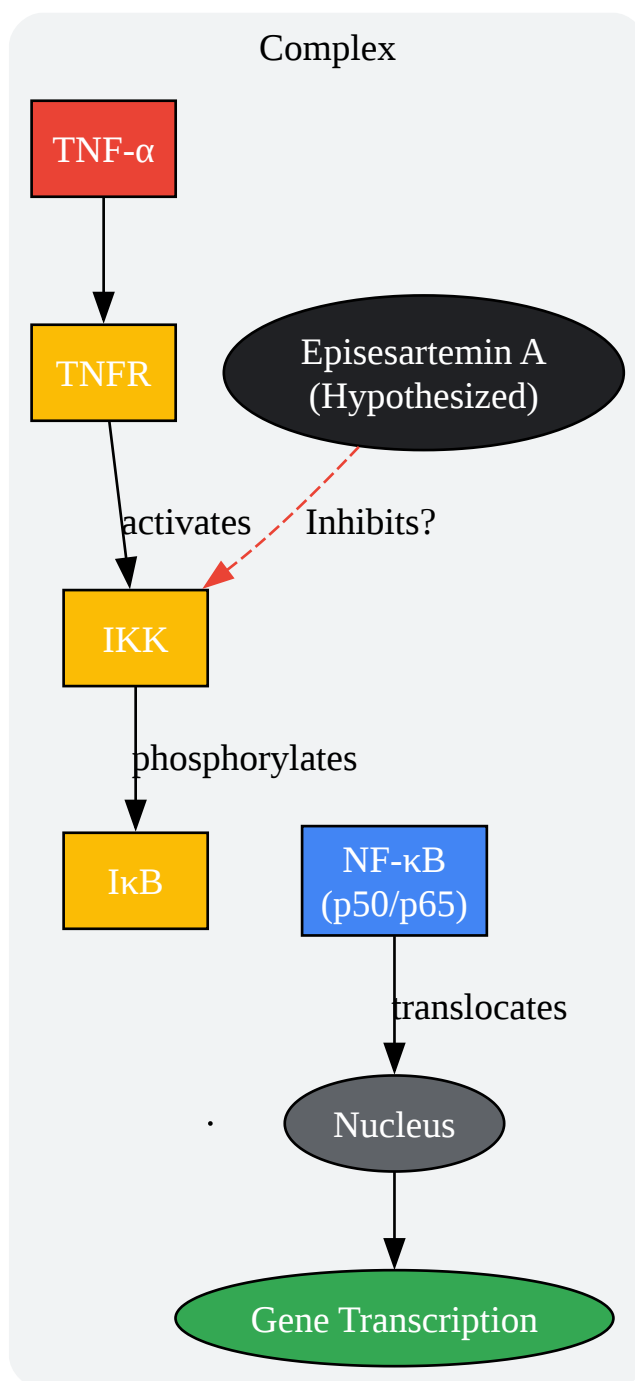 Complex
TNF-α
TNFR
Episesartemin A
(Hypothesized)
activates
Inhibits?
IKK
phosphorylates
IκB
NF-κB
(p50/p65)
translocates
.
Nucleus
Gene Transcription